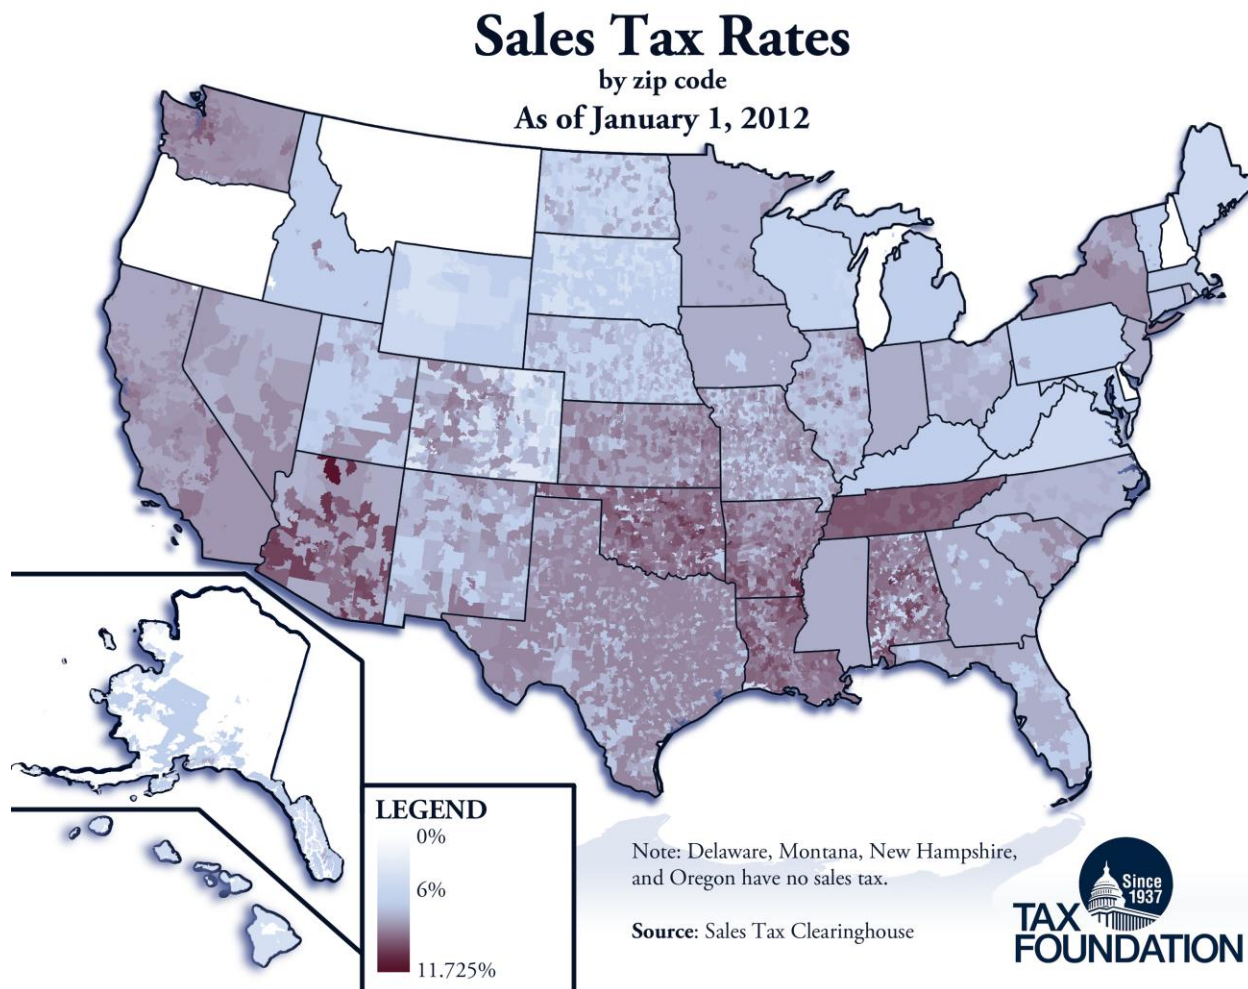 Sales Tax Rates
by zip code
As of January 1, 2012
LEGEND
0%
6%
11.725%
Note: Delaware, Montana, New Hampshire,
and Oregon have no sales tax.
Source: Sales Tax Clearinghouse
Since
1937
TAX
FOUNDATION